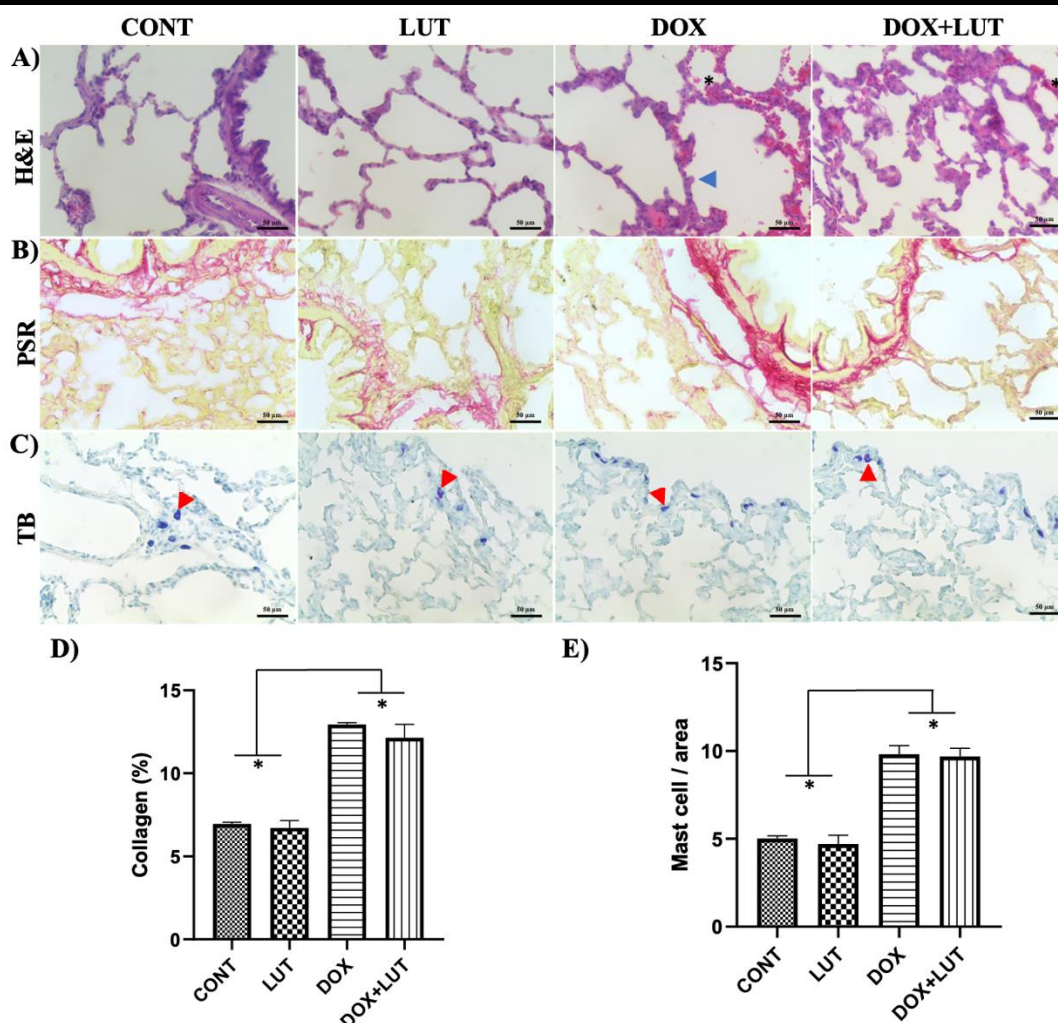 CONT LUT DOX DOX+LUT
A)
H&E
*
*
50 µm 50 µm 50 µm 50 µm
B)
PSR
50 µm 50 µm 50 µm 50 µm
C)
TB
50 µm 50 µm 50 µm 50 µm
D)
Collagen (%)
15
10
5
0
*
*
CONT LUT DOX DOX+LUT
E)
Mast cell / area
15
10
5
0
*
*
CONT LUT DOX DOX+LUT